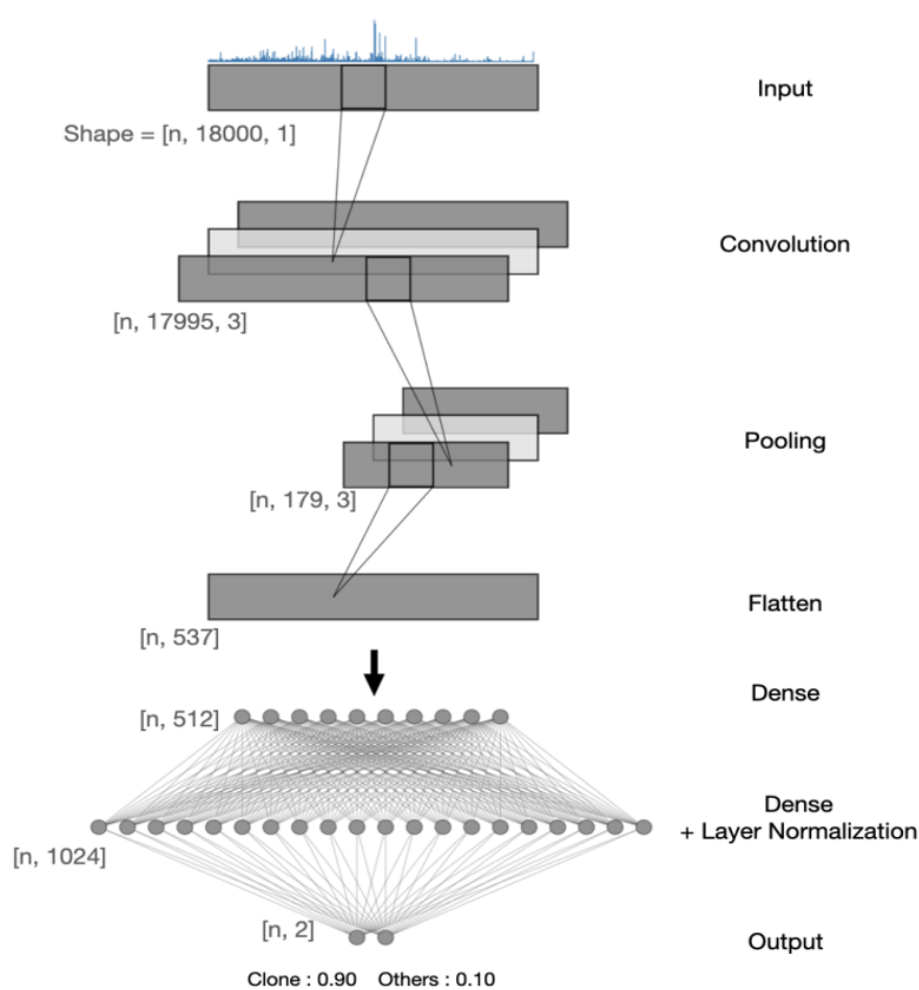 Input
Shape = [n, 18000, 1]
Convolution
[n, 17995, 3]
Pooling
[n, 179, 3]
Flatten
[n, 537]
Dense
[n, 512]
Dense
+ Layer Normalization
[n, 1024]
[n, 2]
Output
Clone : 0.90 Others : 0.10